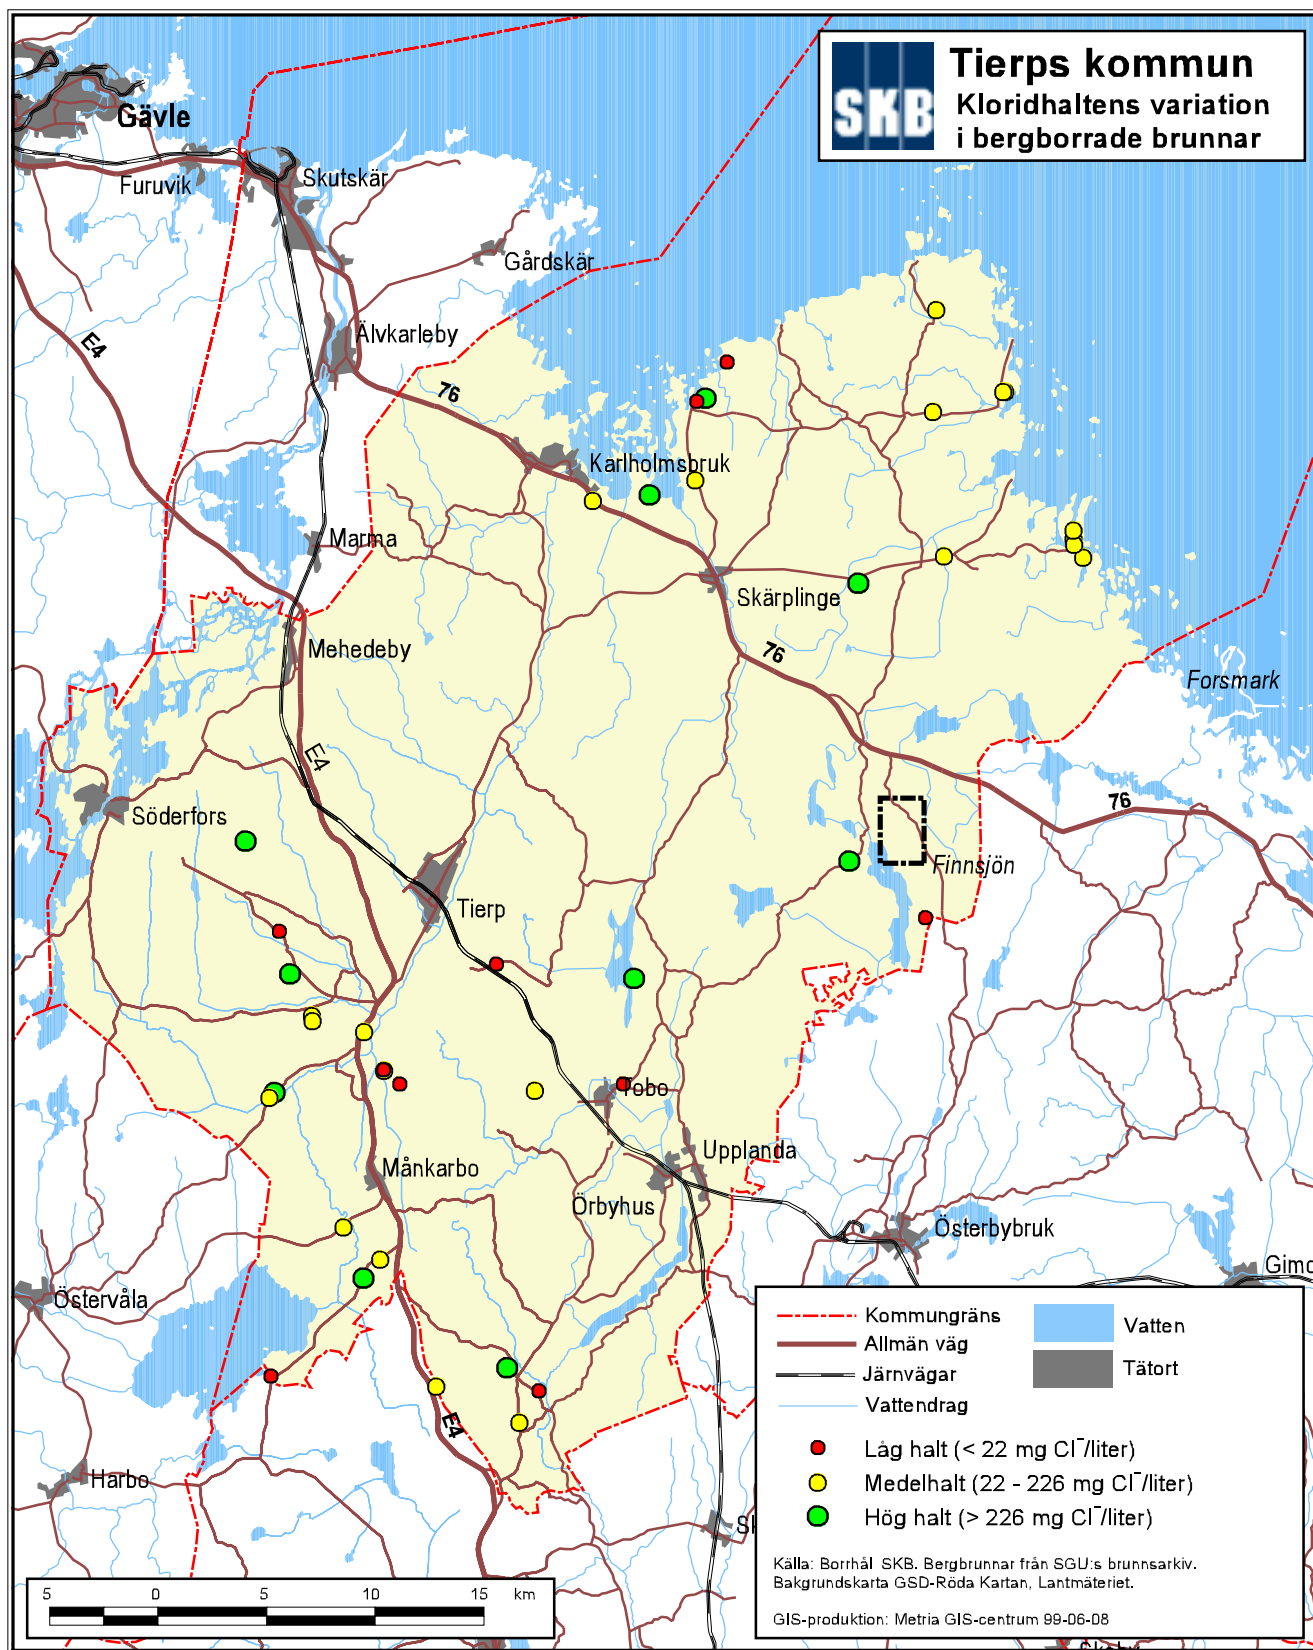 SKB
Tierps kommun
Kloridhaltens variation
i bergborrade brunnar
Gävle
Furuvik
Skutskär
Gårdskär
Älvkarleby
E4
76
Karlholmsbruk
Marma
Skärplinge
Mehedeby
76
Forsmark
E4
Söderfors
76
Finnsjön
Tierp
Tobo
Upplanda
Månkarbo
Örbyhus
Österbybruk
Östervåla
E4
Harbo
Kommungräns
Allmän väg
Järnvägar
Vattendrag
Vatten
Tätort
Låg halt (< 22 mg Cl⁻/liter)
Medelhalt (22 - 226 mg Cl⁻/liter)
Hög halt (> 226 mg Cl⁻/liter)
Källa: Borrhål SKB. Bergbrunnar från SGU:s brunnsarkiv.
Bakgrundskarta GSD-Röda Kartan, Lantmäteriet.
GIS-produktion: Metria GIS-centrum 99-06-08
5 0 5 10 15 km